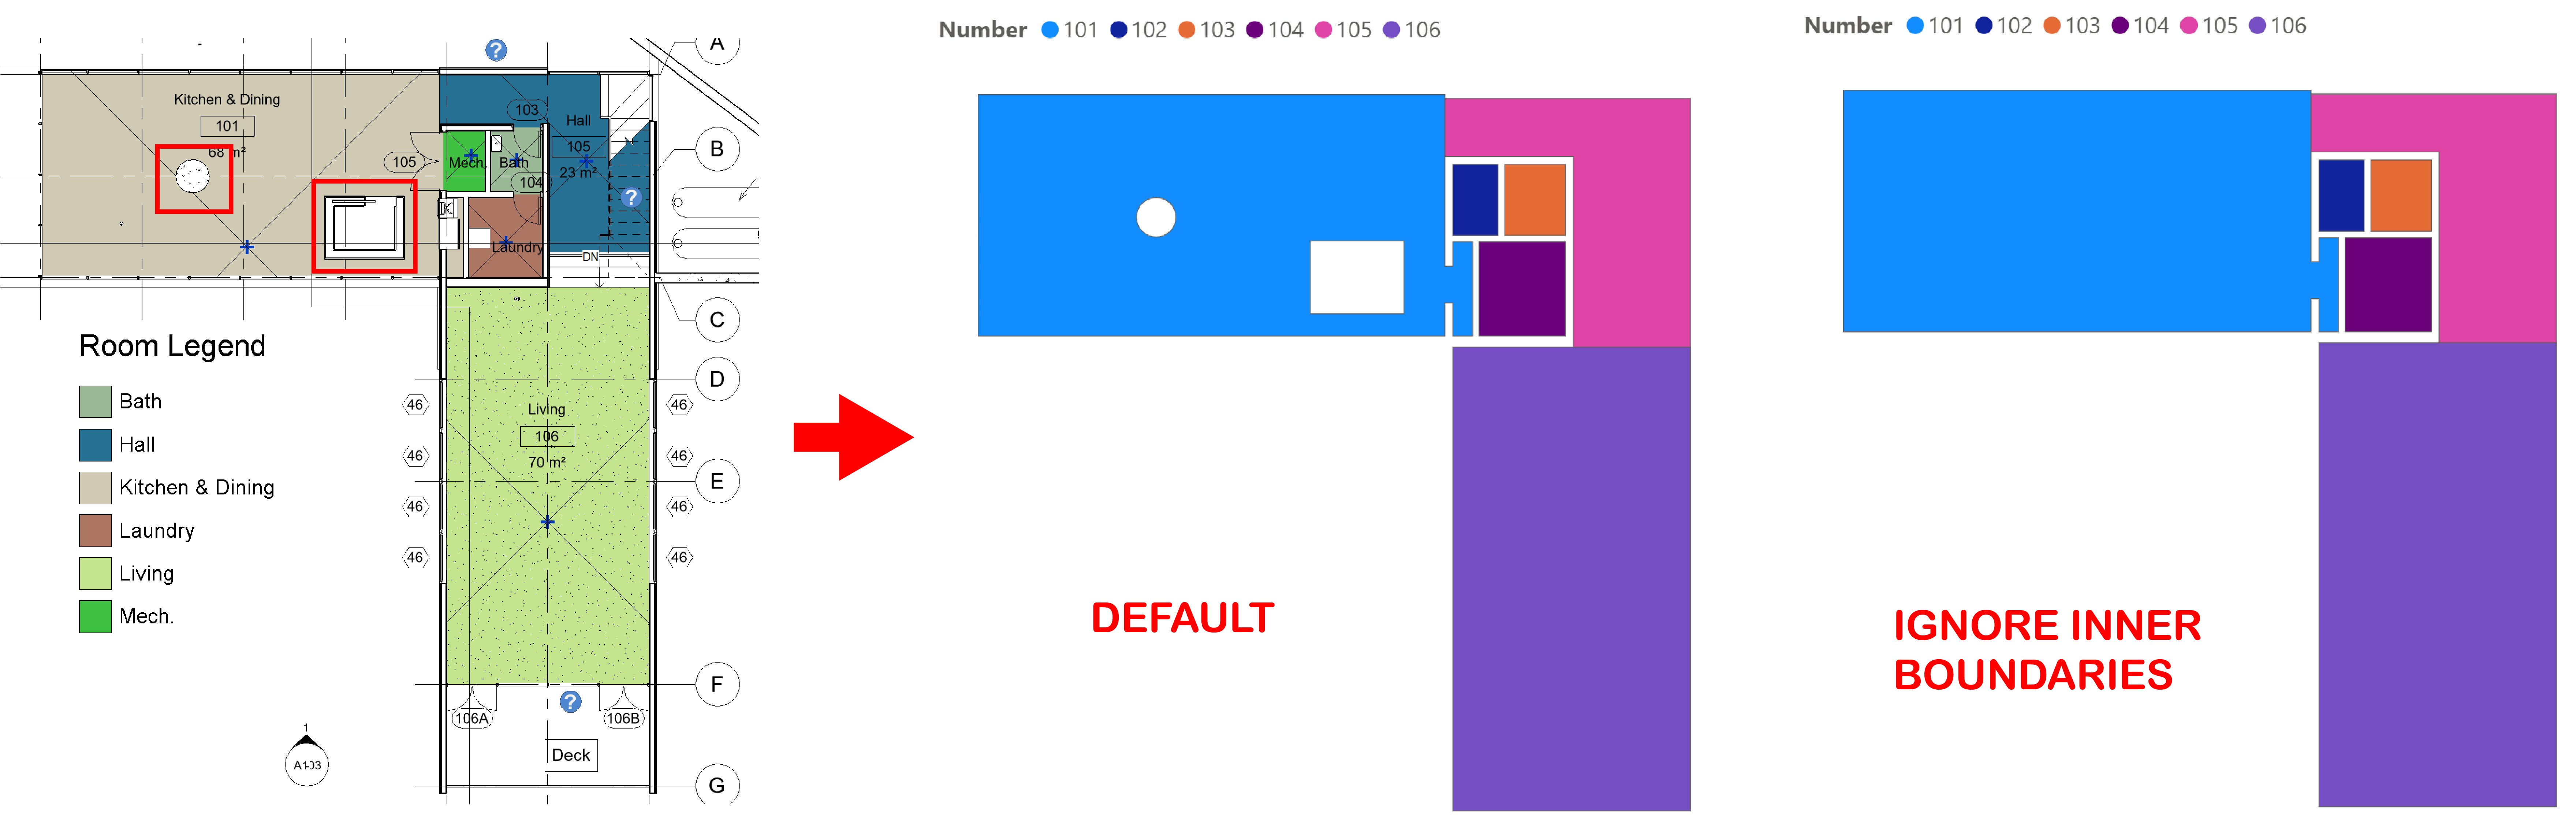 ?
A
Kitchen & Dining
101
68 m²
103
Hall
105
23 m²
105
Mech.
Bath
104
B
?
Laundry
DN
C
Room Legend
Bath
Hall
Kitchen & Dining
Laundry
Living
Mech.
D
46
46
Living
106
70 m²
46
46
E
46
46
46
46
F
?
106A
106B
1
A1-03
Deck
G
Number 101 102 103 104 105 106
DEFAULT
Number 101 102 103 104 105 106
IGNORE INNER
BOUNDARIES